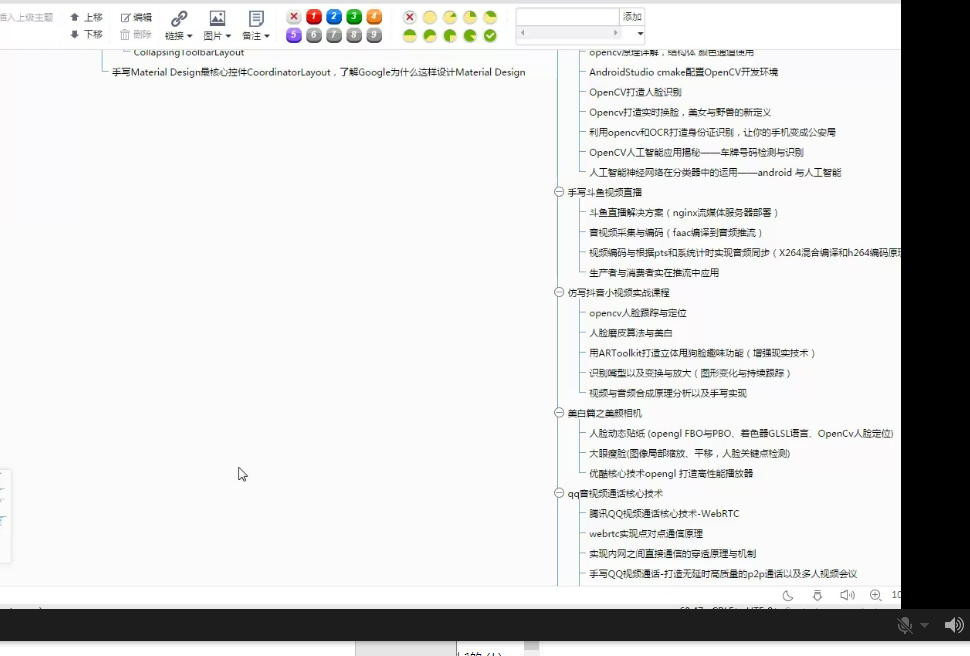 插入上级主题
上移
下移
编辑
删除
链接
图片
备注
1
2
3
4
5
6
7
8
9
添加
CollapsingToolbarLayout
手写Material Design最核心控件CoordinatorLayout，了解Google为什么这样设计Material Design
opencv原理详解，结构体 颜色通道使用
AndroidStudio cmake配置OpenCV开发环境
OpenCV打造人脸识别
Opencv打造实时换脸，美女与野兽的新定义
利用opencv和OCR打造身份证识别，让你的手机变成公安局
OpenCV人工智能应用揭秘——车牌号码检测与识别
人工智能神经网络在分类器中的运用——android 与人工智能
手写斗鱼视频直播
斗鱼直播解决方案（nginx流媒体服务器部署）
音视频采集与编码（faac编译到音频推流）
视频编码与根据pts和系统计时实现音频同步（X264混合编译和h264编码原理
生产者与消费者实在推流中应用
仿写抖音小视频实战课程
opencv人脸跟踪与定位
人脸磨皮算法与美白
用ARToolkit打造立体甩狗脸趣味功能（增强现实技术）
识别嘴型以及变换与放大（图形变化与持续跟踪）
视频与音频合成原理分析以及手写实现
美白篇之美颜相机
人脸动态贴纸 (opengl FBO与PBO、着色器GLSL语言、OpenCv人脸定位)
大眼瘦脸(图像局部缩放、平移，人脸关键点检测)
优酷核心技术opengl 打造高性能播放器
qq音视频通话核心技术
腾讯QQ视频通话核心技术-WebRTC
webrtc实现点对点通信原理
实现内网之间直接通信的穿透原理与机制
手写QQ视频通话-打造无延时高质量的p2p通话以及多人视频会议
10